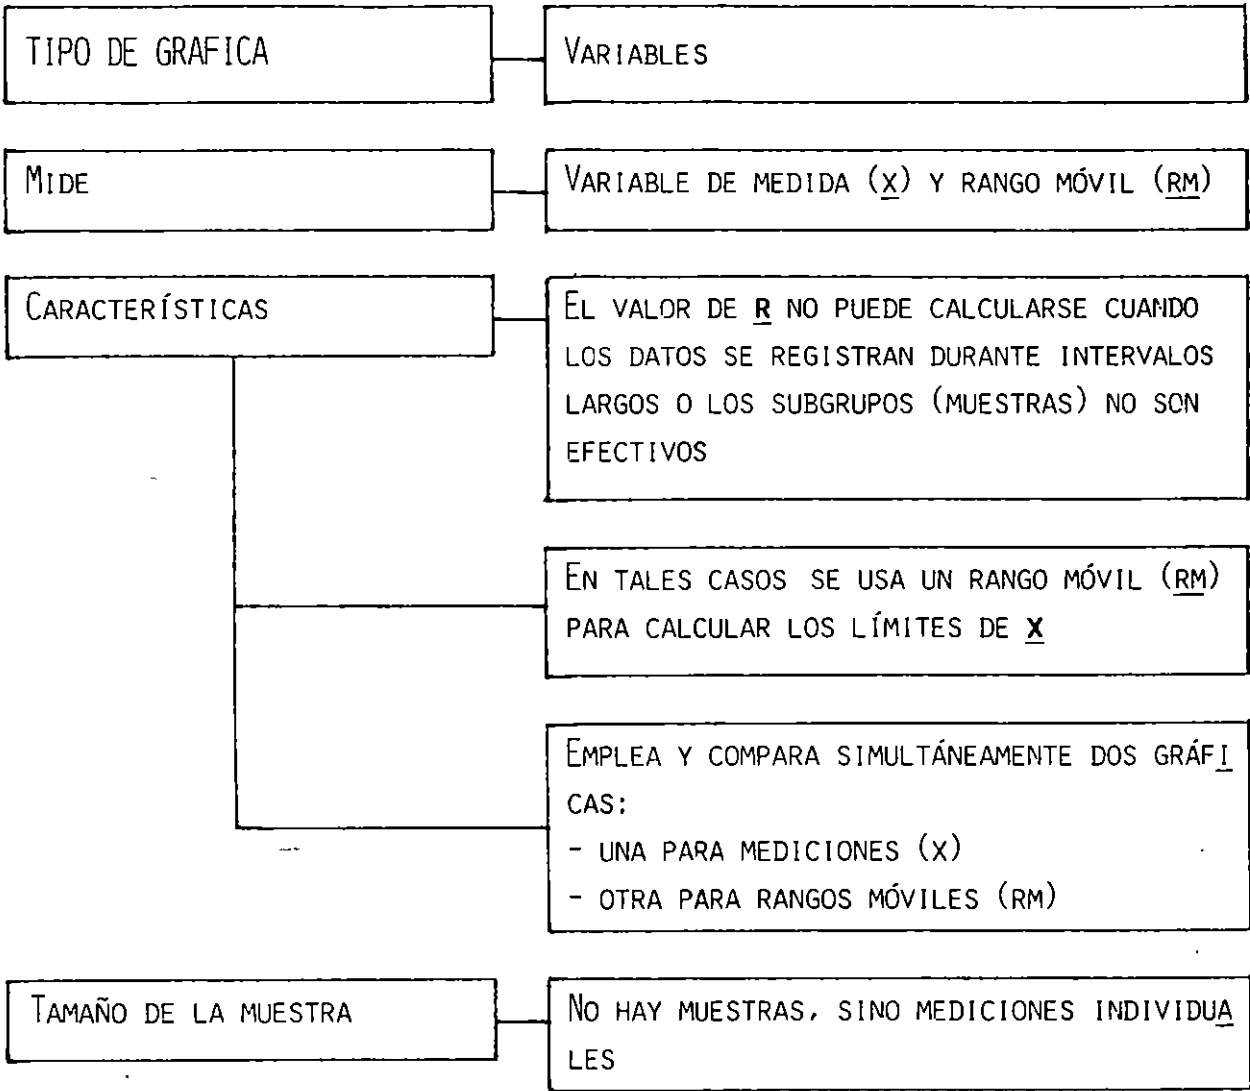 TIPO DE GRAFICA
VARIABLES
MIDE
VARIABLE DE MEDIDA (X) Y RANGO MÓVIL (RM)
CARACTERÍSTICAS
EL VALOR DE R NO PUEDE CALCULARSE CUANDO
LOS DATOS SE REGISTRAN DURANTE INTERVALOS
LARGOS O LOS SUBGRUPOS (MUESTRAS) NO SON
EFECTIVOS
EN TALES CASOS SE USA UN RANGO MÓVIL (RM)
PARA CALCULAR LOS LÍMITES DE X
EMPLEA Y COMPARA SIMULTÁNEAMENTE DOS GRÁFI
CAS:
- UNA PARA MEDICIONES (X)
- OTRA PARA RANGOS MÓVILES (RM)
TAMAÑO DE LA MUESTRA
NO HAY MUESTRAS, SINO MEDICIONES INDIVIDUA
LES